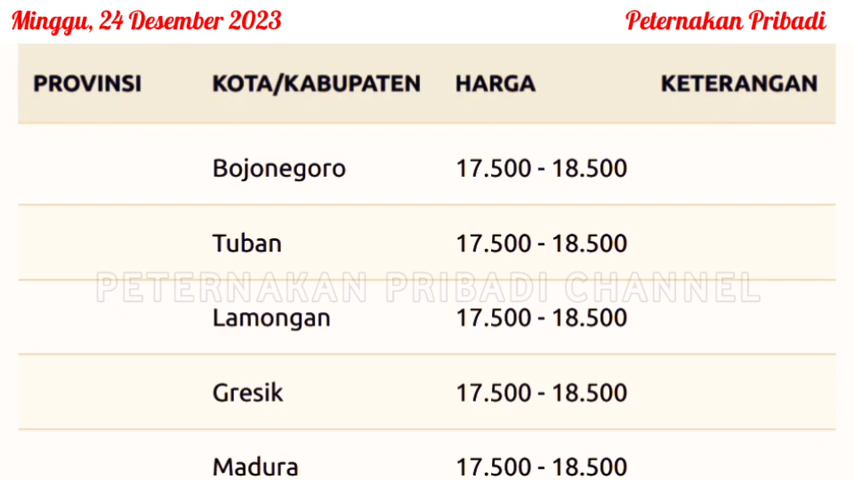 Minggu, 24 Desember 2023 Peternakan Pribadi
PROVINSI KOTA/KABUPATEN HARGA KETERANGAN
Bojonegoro 17.500 - 18.500
Tuban 17.500 - 18.500
PETERNAKAN PRIBADI CHANNEL
Lamongan 17.500 - 18.500
Gresik 17.500 - 18.500
Madura 17.500 - 18.500